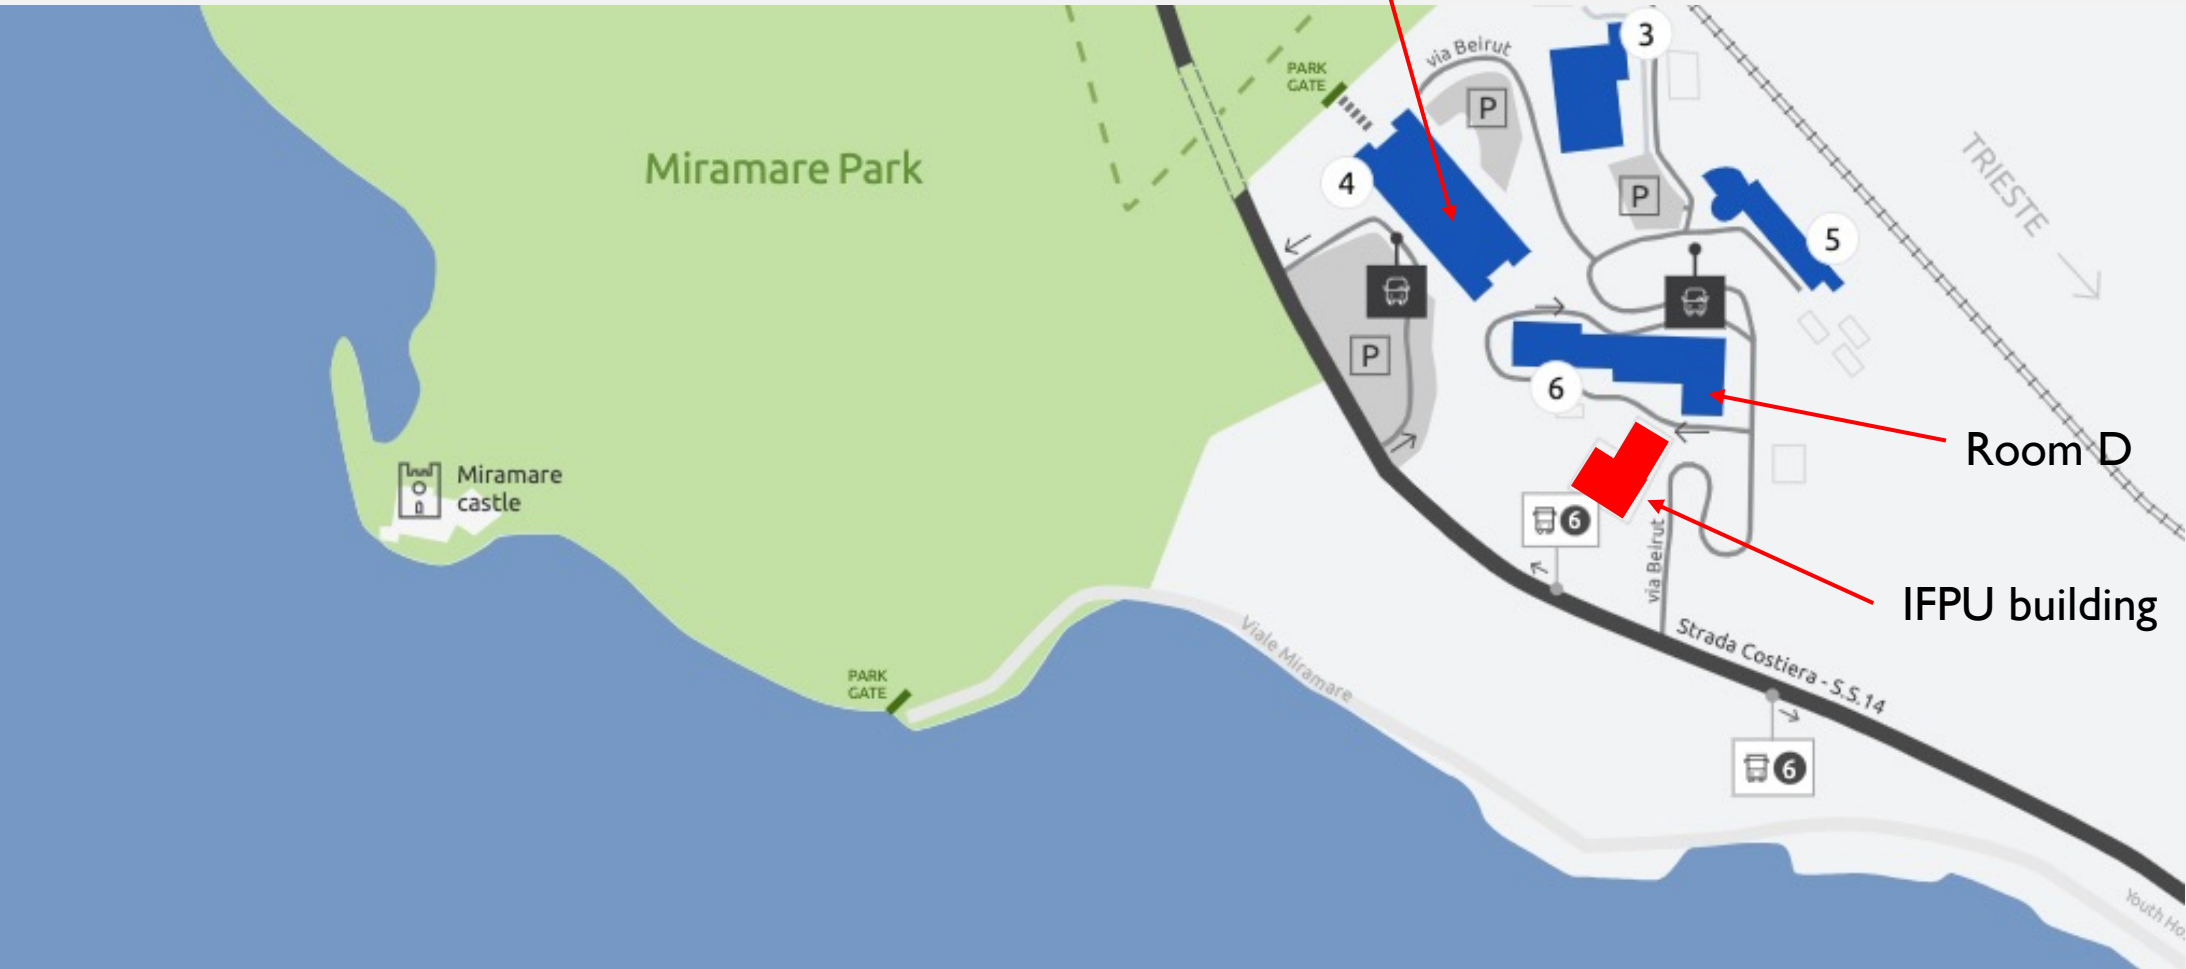 3
via Beirut
PARK
GATE
P
Miramare Park
4
P
TRIESTE
5
P
6
Room D
Miramare
castle
6
via Beirut
IFPU building
Strada Costiera - S.S.14
Viale Miramare
PARK
GATE
6
Youth